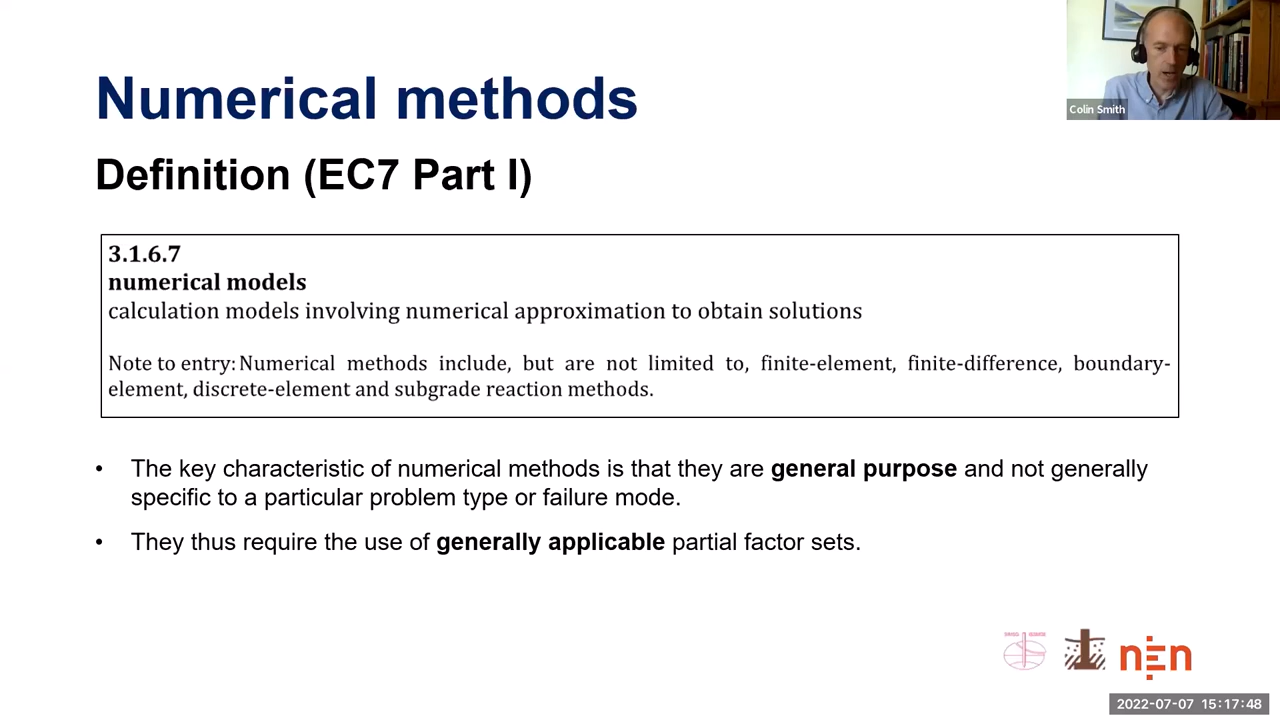 Numerical methods
Colin Smith
Definition (EC7 Part I)
3.1.6.7
numerical models
calculation models involving numerical approximation to obtain solutions
Note to entry: Numerical methods include, but are not limited to, finite-element, finite-difference, boundary-
element, discrete-element and subgrade reaction methods.
• The key characteristic of numerical methods is that they are general purpose and not generally
specific to a particular problem type or failure mode.
• They thus require the use of generally applicable partial factor sets.
nEn
2022-07-07 15:17:48